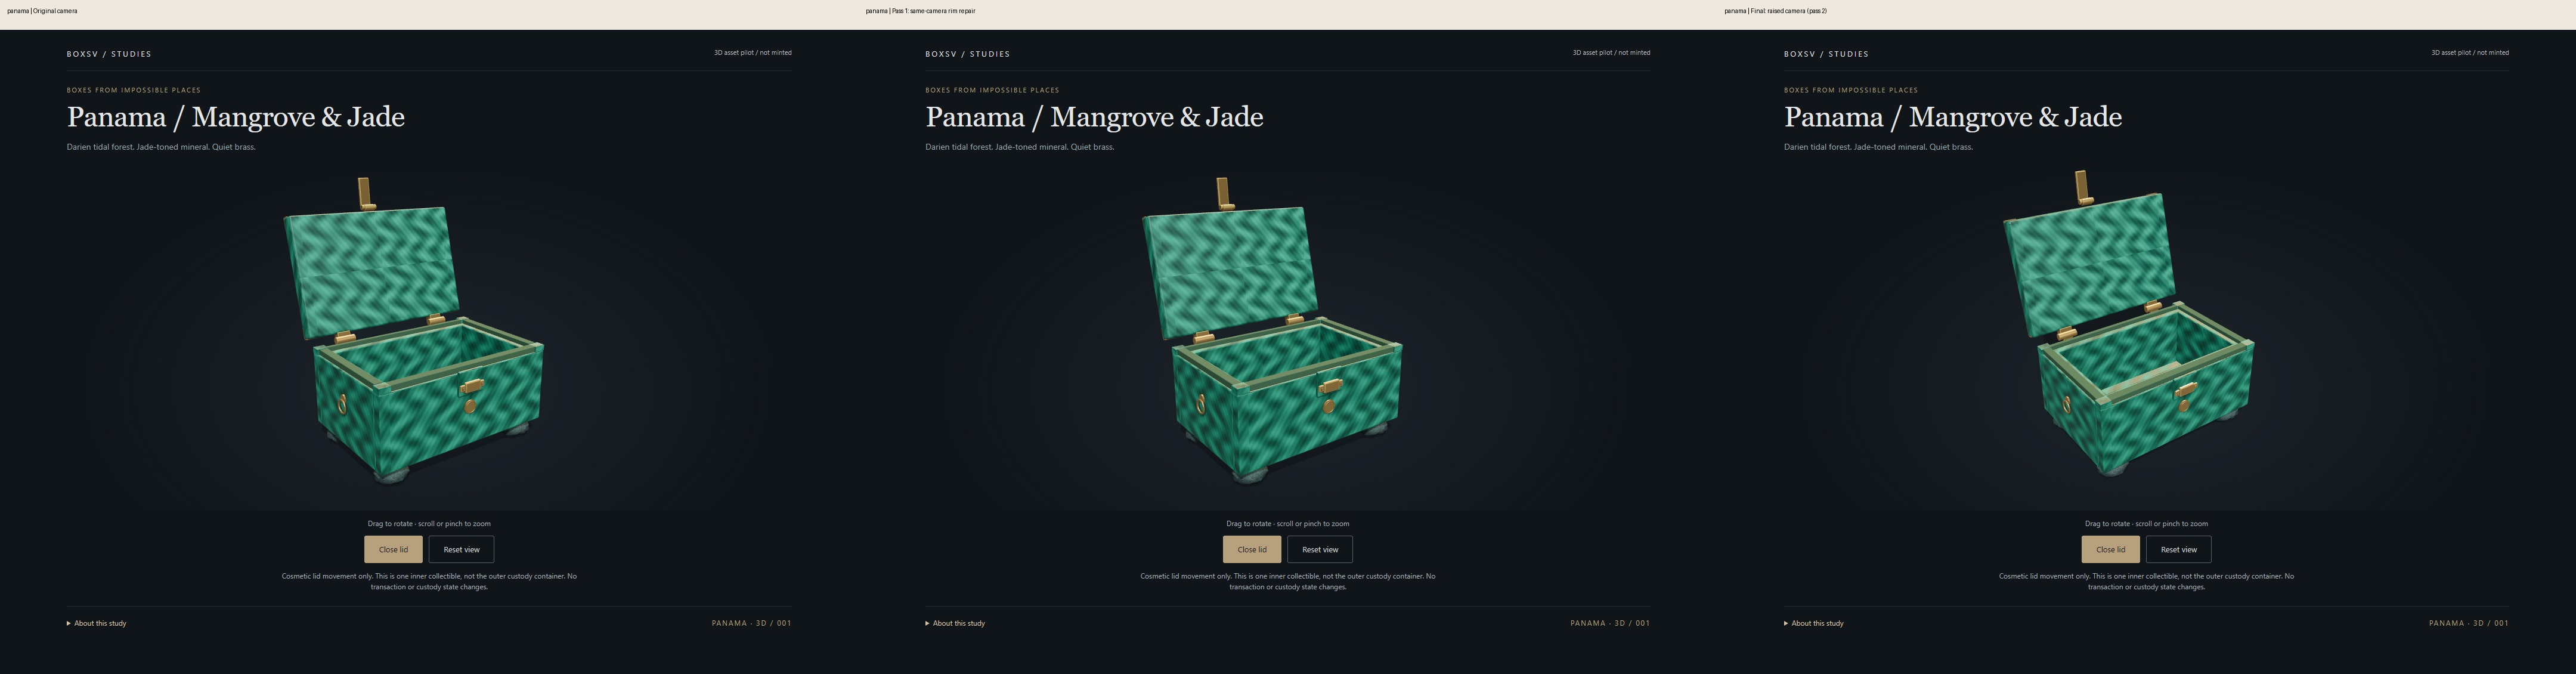 panama | Original camera
BOXSV / STUDIES
3D asset pilot / not minted
BOXES FROM IMPOSSIBLE PLACES
Panama / Mangrove & Jade
Darien tidal forest. Jade-toned mineral. Quiet brass.
Drag to rotate · scroll or pinch to zoom
Close lid
Reset view
Cosmetic lid movement only. This is one inner collectible, not the outer custody container. No
transaction or custody state changes.
▶ About this study
PANAMA · 3D / 001
panama | Pass 1: same-camera rim repair
BOXSV / STUDIES
3D asset pilot / not minted
BOXES FROM IMPOSSIBLE PLACES
Panama / Mangrove & Jade
Darien tidal forest. Jade-toned mineral. Quiet brass.
Drag to rotate · scroll or pinch to zoom
Close lid
Reset view
Cosmetic lid movement only. This is one inner collectible, not the outer custody container. No
transaction or custody state changes.
▶ About this study
PANAMA · 3D / 001
panama | Final: raised camera (pass 2)
BOXSV / STUDIES
3D asset pilot / not minted
BOXES FROM IMPOSSIBLE PLACES
Panama / Mangrove & Jade
Darien tidal forest. Jade-toned mineral. Quiet brass.
Drag to rotate · scroll or pinch to zoom
Close lid
Reset view
Cosmetic lid movement only. This is one inner collectible, not the outer custody container. No
transaction or custody state changes.
▶ About this study
PANAMA · 3D / 001